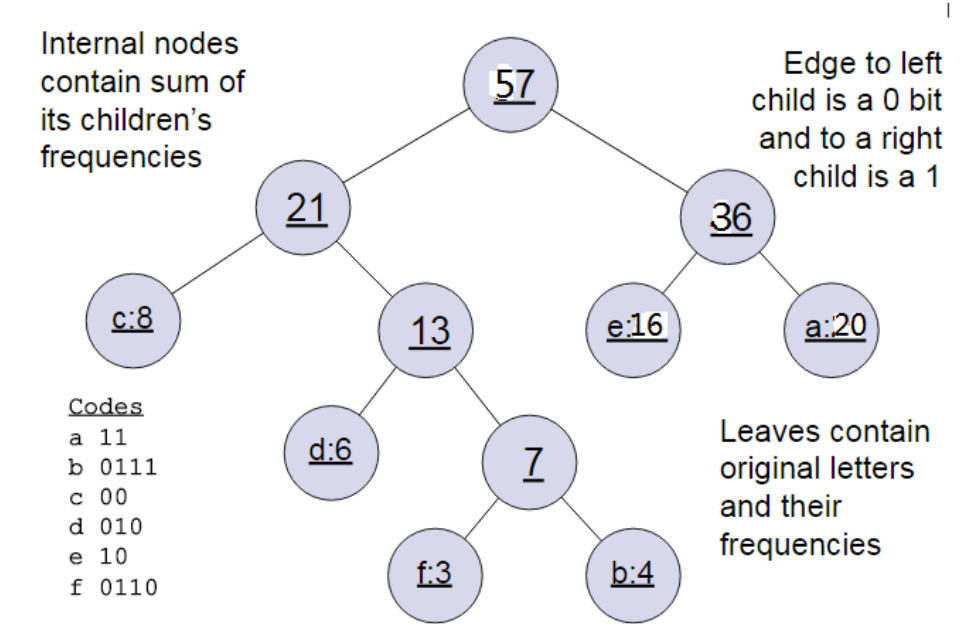 Internal nodes
contain sum of
its children's
frequencies
57
Edge to left
child is a 0 bit
and to a right
child is a 1
21
36
c:8
13
e:16
a:20
Codes
a 11
b 0111
c 00
d 010
e 10
f 0110
d:6
7
Leaves contain
original letters
and their
frequencies
f:3
b:4